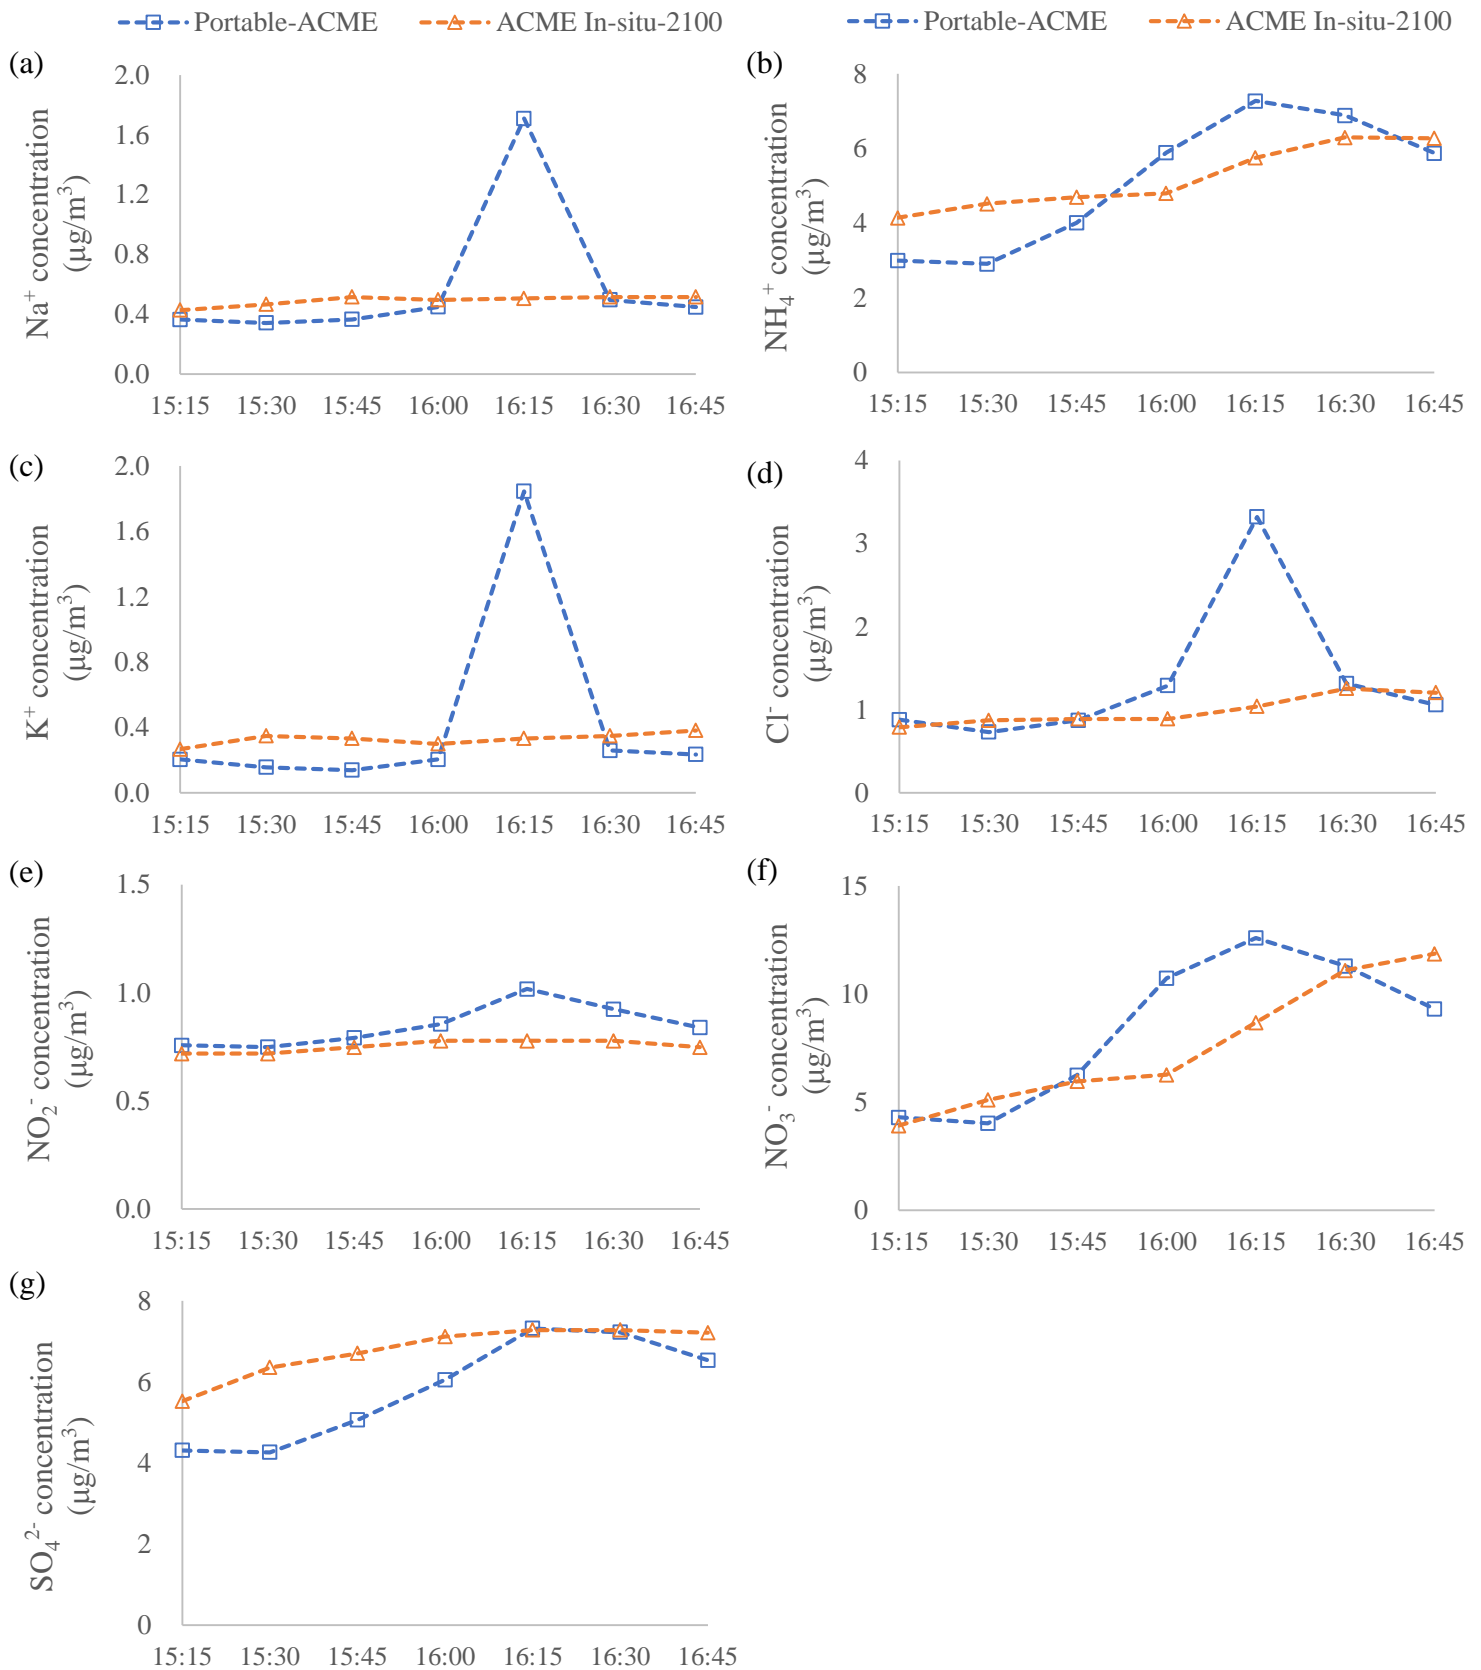 Portable-ACME ACME In-situ-2100
Portable-ACME ACME In-situ-2100
(a)
Na⁺ concentration
(μg/m³)
2.0
1.6
1.2
0.8
0.4
0.0
15:15 15:30 15:45 16:00 16:15 16:30 16:45
(b)
NH₄⁺ concentration
(μg/m³)
8
6
4
2
0
15:15 15:30 15:45 16:00 16:15 16:30 16:45
(c)
K⁺ concentration
(μg/m³)
2.0
1.6
1.2
0.8
0.4
0.0
15:15 15:30 15:45 16:00 16:15 16:30 16:45
(d)
Cl⁻ concentration
(μg/m³)
4
3
2
1
0
15:15 15:30 15:45 16:00 16:15 16:30 16:45
(e)
NO₂⁻ concentration
(μg/m³)
1.5
1.0
0.5
0.0
15:15 15:30 15:45 16:00 16:15 16:30 16:45
(f)
NO₃⁻ concentration
(μg/m³)
15
10
5
0
15:15 15:30 15:45 16:00 16:15 16:30 16:45
(g)
SO₄²⁻ concentration
(μg/m³)
8
6
4
2
0
15:15 15:30 15:45 16:00 16:15 16:30 16:45